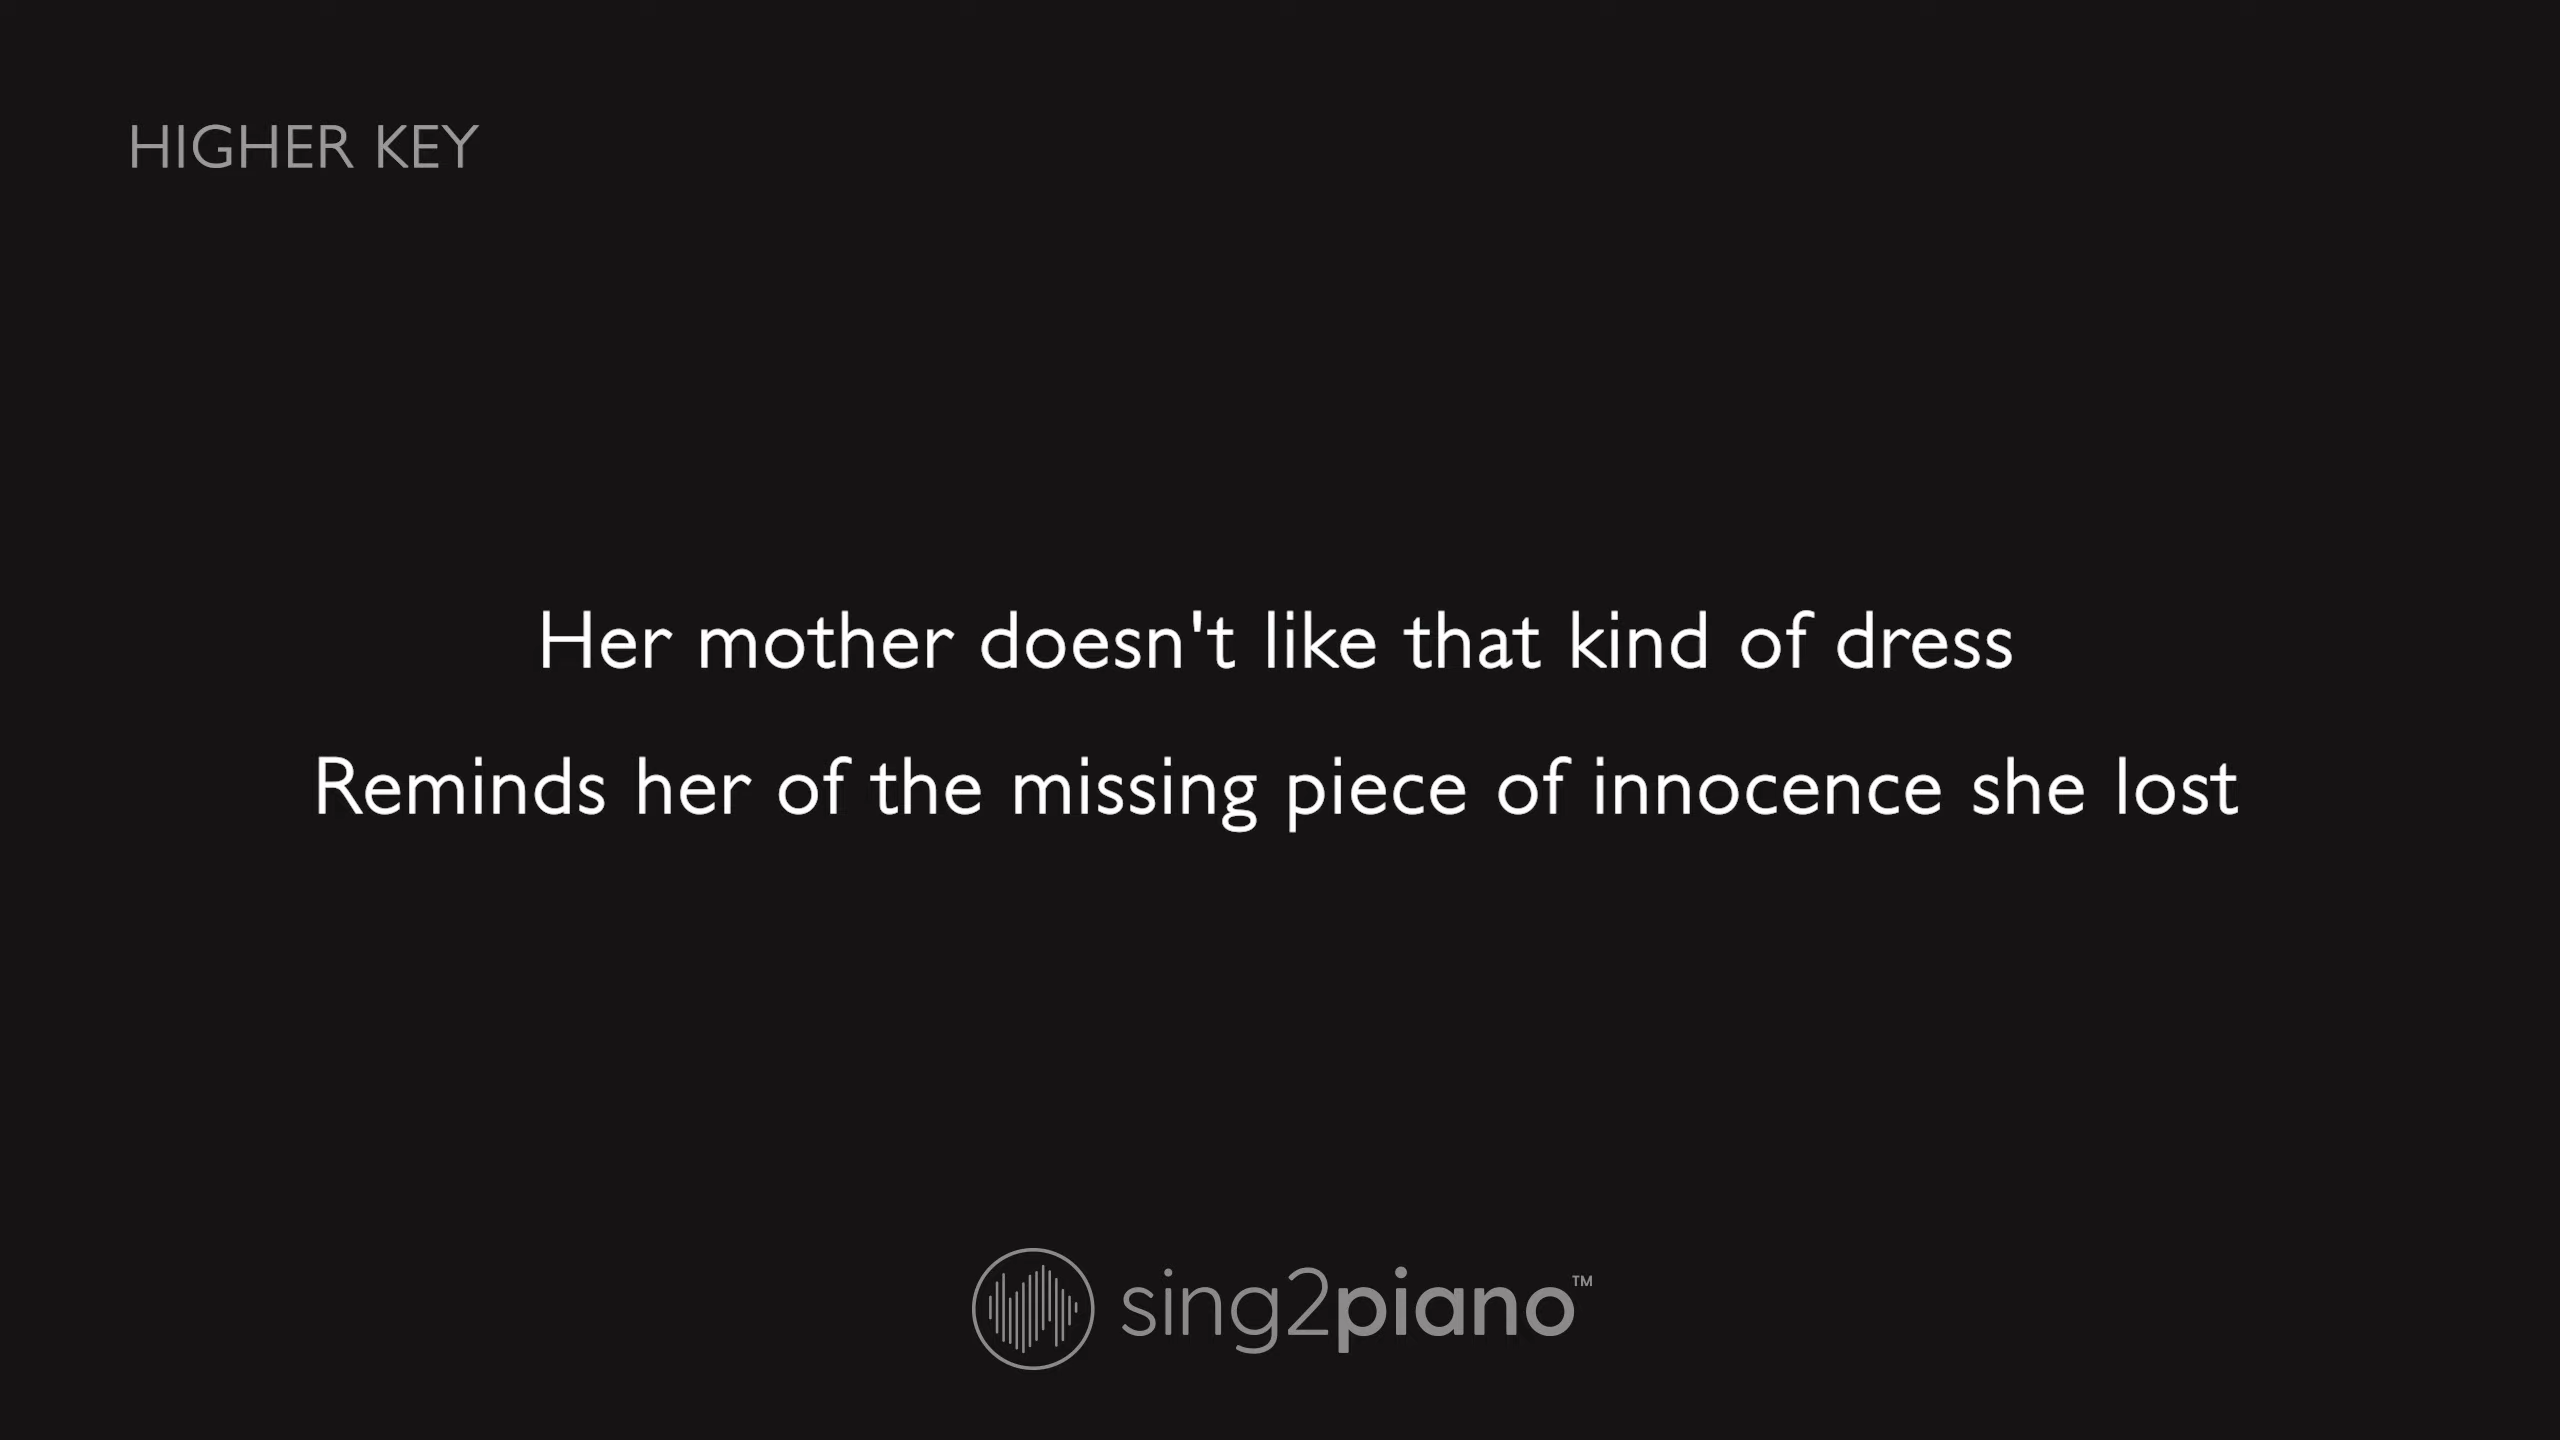 HIGHER KEY
Her mother doesn't like that kind of dress
Reminds her of the missing piece of innocence she lost
sing2piano™